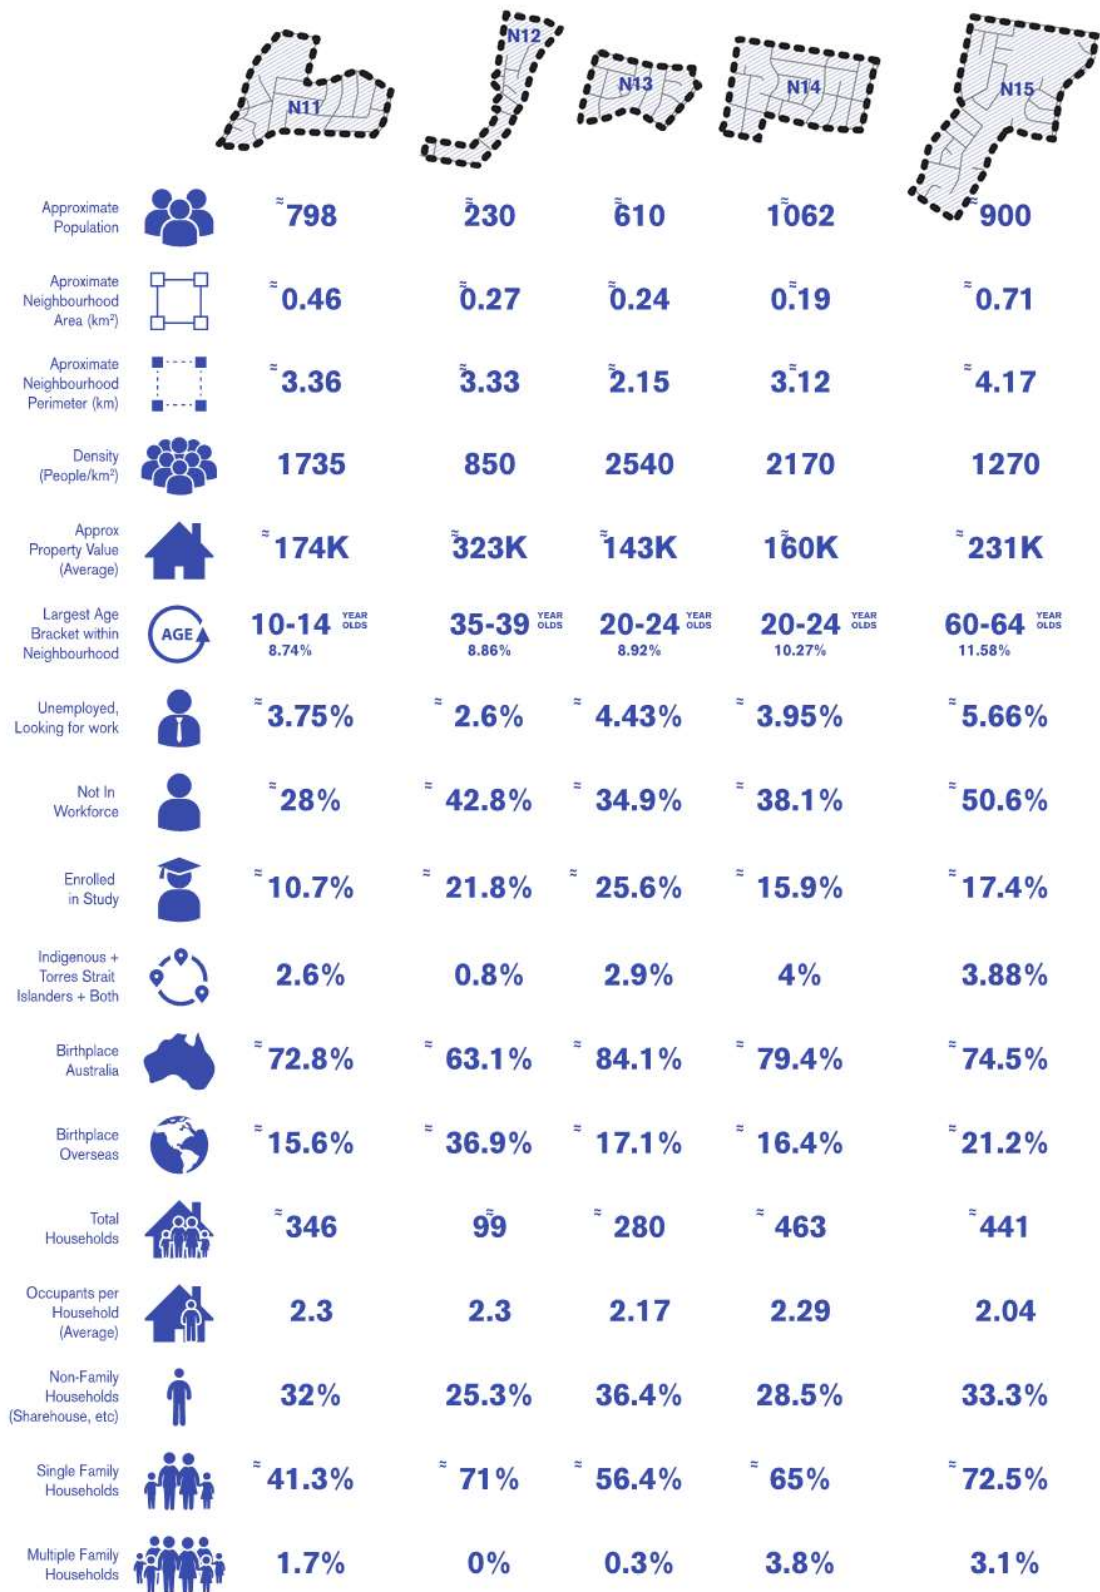 N11
N12
N13
N14
N15
Approximate
Population
≈798
≈230
≈610
≈1062
≈900
Aproximate
Neighbourhood
Area (km²)
≈0.46
≈0.27
≈0.24
≈0.19
≈0.71
Aproximate
Neighbourhood
Perimeter (km)
≈3.36
≈3.33
≈2.15
≈3.12
≈4.17
Density
(People/km²)
1735
850
2540
2170
1270
Approx
Property Value
(Average)
≈174K
≈323K
≈143K
≈160K
≈231K
Largest Age
Bracket within
Neighbourhood
AGE
10-14 YEAR OLDS
8.74%
35-39 YEAR OLDS
8.86%
20-24 YEAR OLDS
8.92%
20-24 YEAR OLDS
10.27%
60-64 YEAR OLDS
11.58%
Unemployed,
Looking for work
≈3.75%
≈2.6%
≈4.43%
≈3.95%
≈5.66%
Not In
Workforce
≈28%
≈42.8%
≈34.9%
≈38.1%
≈50.6%
Enrolled
in Study
≈10.7%
≈21.8%
≈25.6%
≈15.9%
≈17.4%
Indigenous +
Torres Strait
Islanders + Both
2.6%
0.8%
2.9%
4%
3.88%
Birthplace
Australia
≈72.8%
≈63.1%
≈84.1%
≈79.4%
≈74.5%
Birthplace
Overseas
≈15.6%
≈36.9%
≈17.1%
≈16.4%
≈21.2%
Total
Households
≈346
≈99
≈280
≈463
≈441
Occupants per
Household
(Average)
2.3
2.3
2.17
2.29
2.04
Non-Family
Households
(Sharehouse, etc)
32%
25.3%
36.4%
28.5%
33.3%
Single Family
Households
≈41.3%
≈71%
≈56.4%
≈65%
≈72.5%
Multiple Family
Households
1.7%
0%
0.3%
3.8%
3.1%